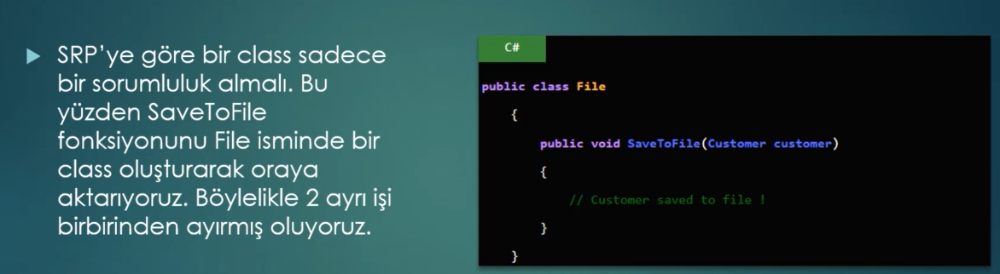 SRP'ye göre bir class sadece
bir sorumluluk almalı. Bu
yüzden SaveToFile
fonksiyonunu File isminde bir
class oluşturarak oraya
aktarıyoruz. Böylelikle 2 ayrı işi
birbirinden ayırmış oluyoruz.
C#
public class File
{
public void SaveToFile(Customer customer)
{
// Customer saved to file !
}
}